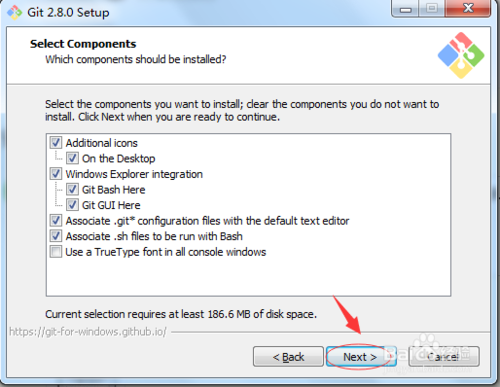 Git 2.8.0 Setup
Select Components
Which components should be installed?
Select the components you want to install; clear the components you do not want to
install. Click Next when you are ready to continue.
Additional icons
On the Desktop
Windows Explorer integration
Git Bash Here
Git GUI Here
Associate .git* configuration files with the default text editor
Associate .sh files to be run with Bash
Use a TrueType font in all console windows
Current selection requires at least 186.6 MB of disk space.
https://git-for-windows.github.io/
< Back
Next >
Cancel